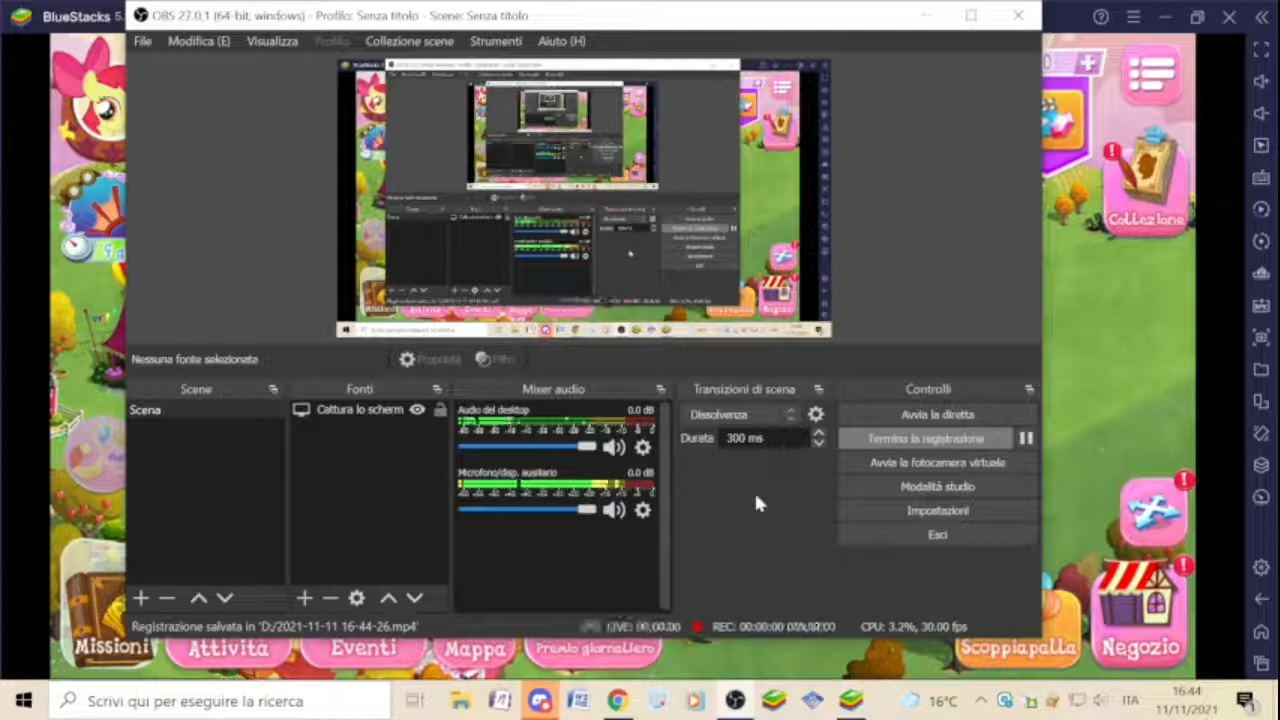 BlueStacks 5.
OBS 27.0.1 (64-bit, windows) - Profilo: Senza titolo - Scene: Senza titolo
File Modifica (E) Visualizza Profilo Collezione scene Strumenti Aiuto (H)
Collezione
Nessuna fonte selezionata Proprietà Filtri
Scene Fonti Mixer audio Transizioni di scena Controlli
Scena
Cattura lo schermo
Audio del desktop 0.0 dB
Microfono/disp. ausiliario 0.0 dB
Dissolvenza
Durata 300 ms
Avvia la diretta
Termina la registrazione
Avvia la fotocamera virtuale
Modalità studio
Impostazioni
Esci
Registrazione salvata in 'D:/2021-11-11 16-44-26.mp4' LIVE: 00:00:00 REC: 00:00:00 CPU: 3.2%, 30.00 fps
Missioni Attività Eventi Mappa Premio giornaliero Scoppiapalla Negozio
Scrivi qui per eseguire la ricerca 16°C ITA 16:44
11/11/2021